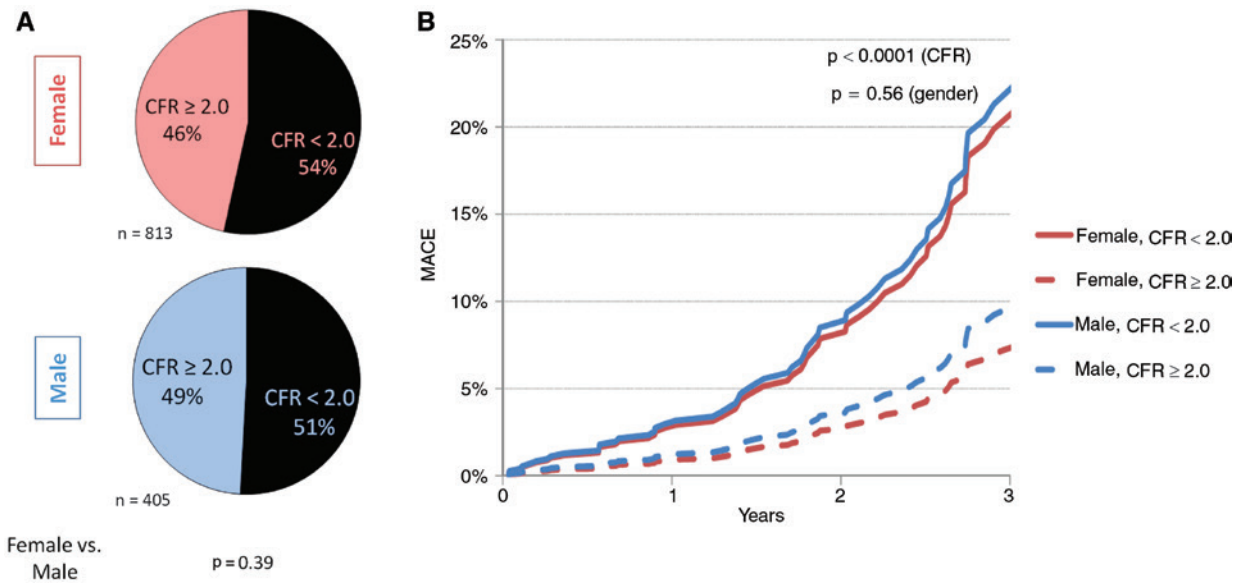 A
Female
CFR ≥ 2.0
46%
CFR < 2.0
54%
n = 813
Male
CFR ≥ 2.0
49%
CFR < 2.0
51%
n = 405
Female vs.
Male
p = 0.39
B
25%
20%
15%
10%
5%
0%
MACE
p < 0.0001 (CFR)
p = 0.56 (gender)
0
1
2
3
Years
Female, CFR < 2.0
Female, CFR ≥ 2.0
Male, CFR < 2.0
Male, CFR ≥ 2.0